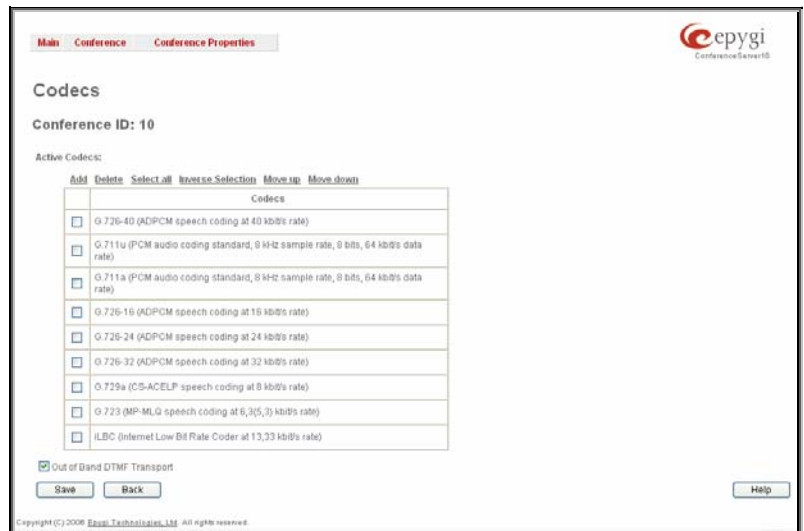 Main Conference Conference Properties
epygi
ConferenceServer16
Codecs
Conference ID: 10
Active Codecs:
Add Delete Select all Inverse Selection Move up Move down
Codecs
G.726-40 (ADPCM speech coding at 40 kbit/s rate)
G.711u (PCM audio coding standard, 8 kHz sample rate, 8 bits, 64 kbit/s data
rate)
G.711a (PCM audio coding standard, 8 kHz sample rate, 8 bits, 64 kbit/s data
rate)
G.726-16 (ADPCM speech coding at 16 kbit/s rate)
G.726-24 (ADPCM speech coding at 24 kbit/s rate)
G.726-32 (ADPCM speech coding at 32 kbit/s rate)
G.729a (CS-ACELP speech coding at 8 kbit/s rate)
G.723 (MP-MLQ speech coding at 6,3(5,3) kbit/s rate)
iLBC (internet Low Bit Rate Coder at 13,33 kbit/s rate)
Out of Band DTMF Transport
Save Back Help
Copyright (C) 2008 Epygi Technologies, Ltd. All rights reserved.